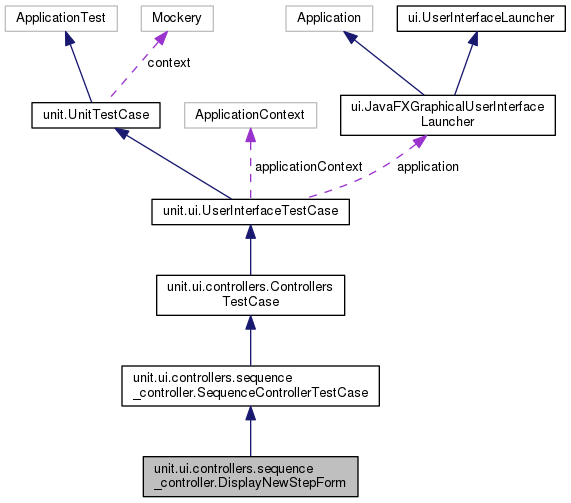 ApplicationTest
Mockery
Application
ui.UserInterfaceLauncher
context
unit.UnitTestCase
ApplicationContext
ui.JavaFXGraphicalUserInterface
Launcher
applicationContext
application
unit.ui.UserInterfaceTestCase
unit.ui.controllers.Controllers
TestCase
unit.ui.controllers.sequence
_controller.SequenceControllerTestCase
unit.ui.controllers.sequence
_controller.DisplayNewStepForm